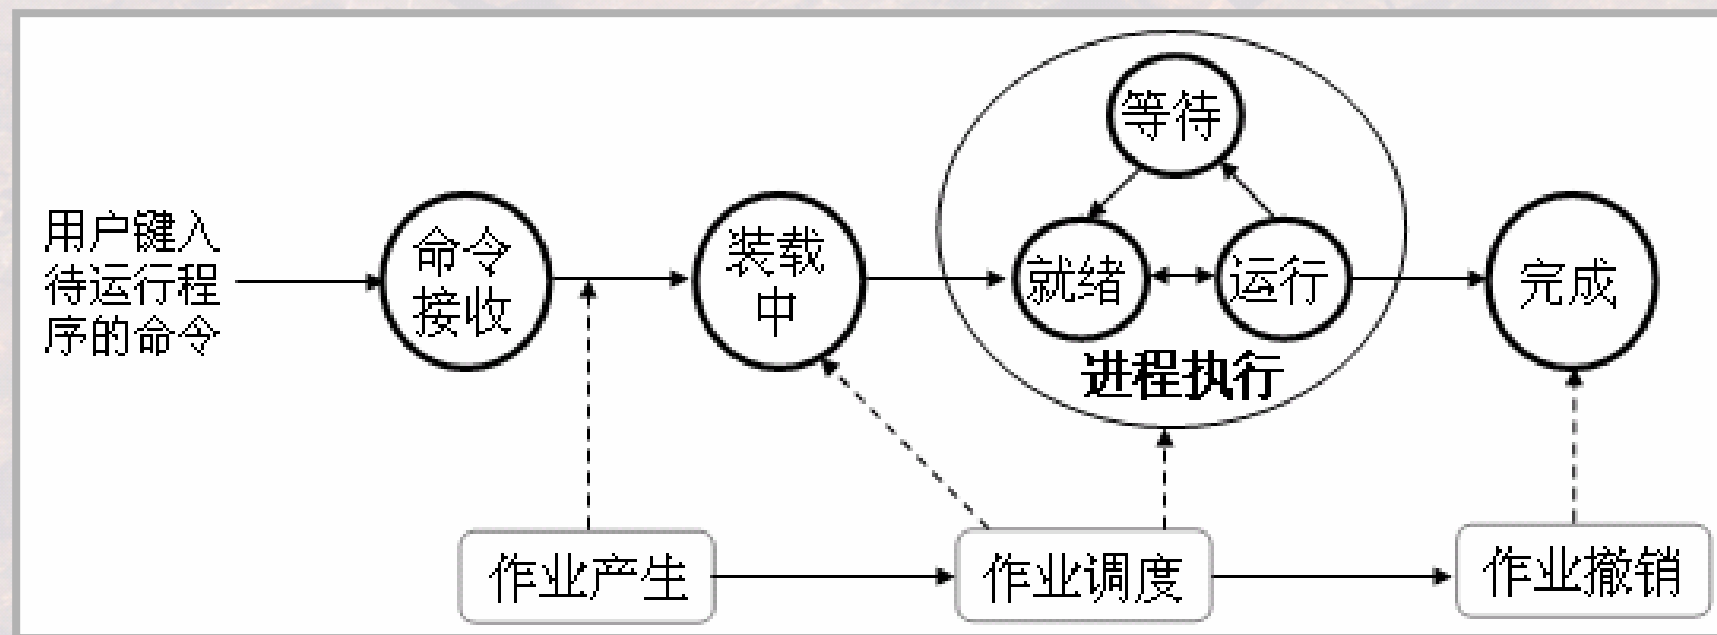 等待
用户键入
待运行程
序的命令
命令
接收
装载
中
就绪
运行
完成
进程执行
作业产生
作业调度
作业撤销